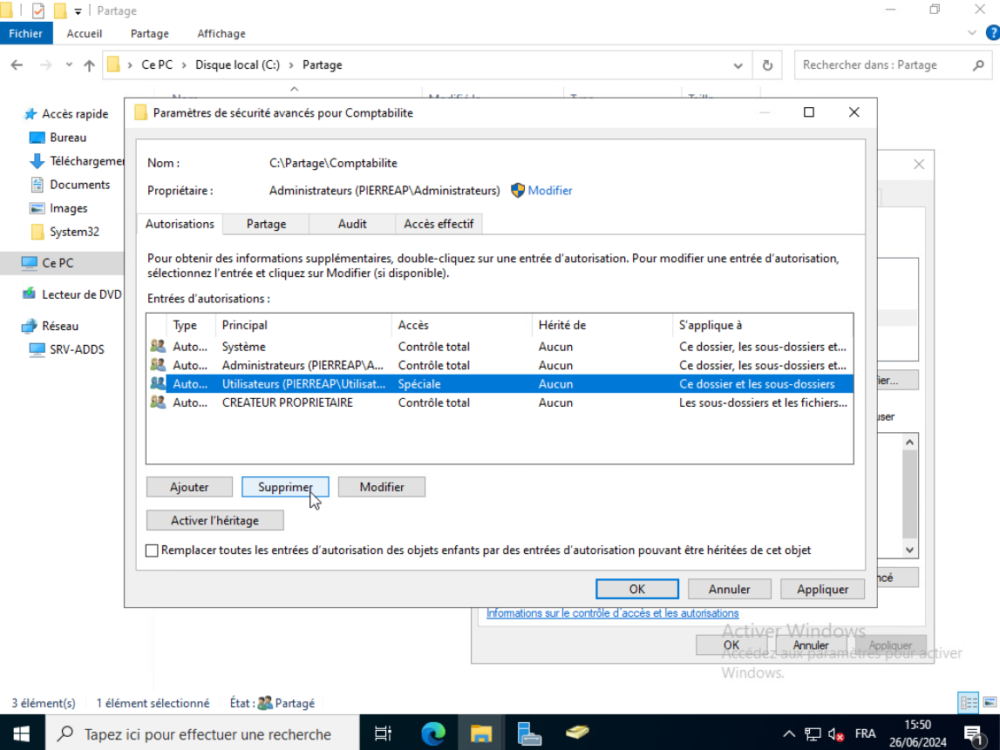 Partage
Fichier Accueil Partage Affichage
Ce PC > Disque local (C:) > Partage
Rechercher dans : Partage
Accès rapide
Bureau
Téléchargemen
Documents
Images
System32
Ce PC
Lecteur de DVD
Réseau
SRV-ADDS
Paramètres de sécurité avancés pour Comptabilite
Nom : C:\Partage\Comptabilite
Propriétaire : Administrateurs (PIERREAP\Administrateurs) Modifier
Autorisations Partage Audit Accès effectif
Pour obtenir des informations supplémentaires, double-cliquez sur une entrée d'autorisation. Pour modifier une entrée d'autorisation,
sélectionnez l'entrée et cliquez sur Modifier (si disponible).
Entrées d'autorisations :
Type Principal Accès Hérité de S'applique à
Auto... Système Contrôle total Aucun Ce dossier, les sous-dossiers et...
Auto... Administrateurs (PIERREAP\A... Contrôle total Aucun Ce dossier, les sous-dossiers et...
Auto... Utilisateurs (PIERREAP\Utilisat... Spéciale Aucun Ce dossier et les sous-dossiers
Auto... CREATEUR PROPRIETAIRE Contrôle total Aucun Les sous-dossiers et les fichiers...
Ajouter Supprimer Modifier
Activer l'héritage
Remplacer toutes les entrées d'autorisation des objets enfants par des entrées d'autorisation pouvant être héritées de cet objet
OK Annuler Appliquer
ier...
user
ncé
Informations sur le contrôle d'accès et les autorisations
OK Annuler Appliquer
Activer Windows
Accédez aux paramètres pour activer
Windows.
3 élément(s) 1 élément sélectionné État : Partagé
Tapez ici pour effectuer une recherche
FRA
15:50
26/06/2024
1